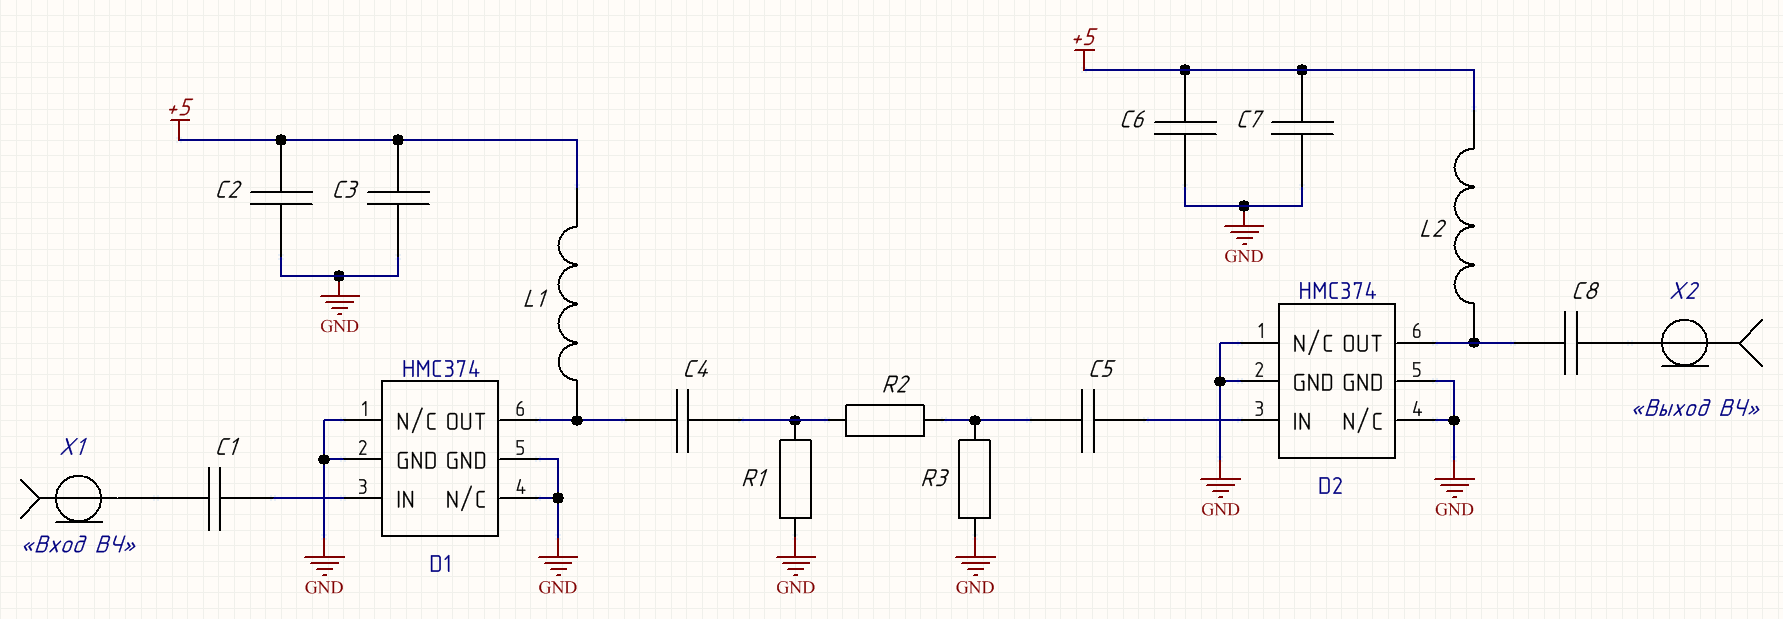 +5
C6
C7
+5
C2
C3
L2
GND
HMC374
C8
X2
L1
GND
1
N/C
OUT
6
2
GND
GND
5
3
IN
N/C
4
HMC374
C4
R2
C5
«Выход ВЧ»
1
N/C
OUT
6
2
GND
GND
5
3
IN
N/C
4
X1
C1
R1
R3
D2
GND
GND
«Вход ВЧ»
D1
GND
GND
GND
GND